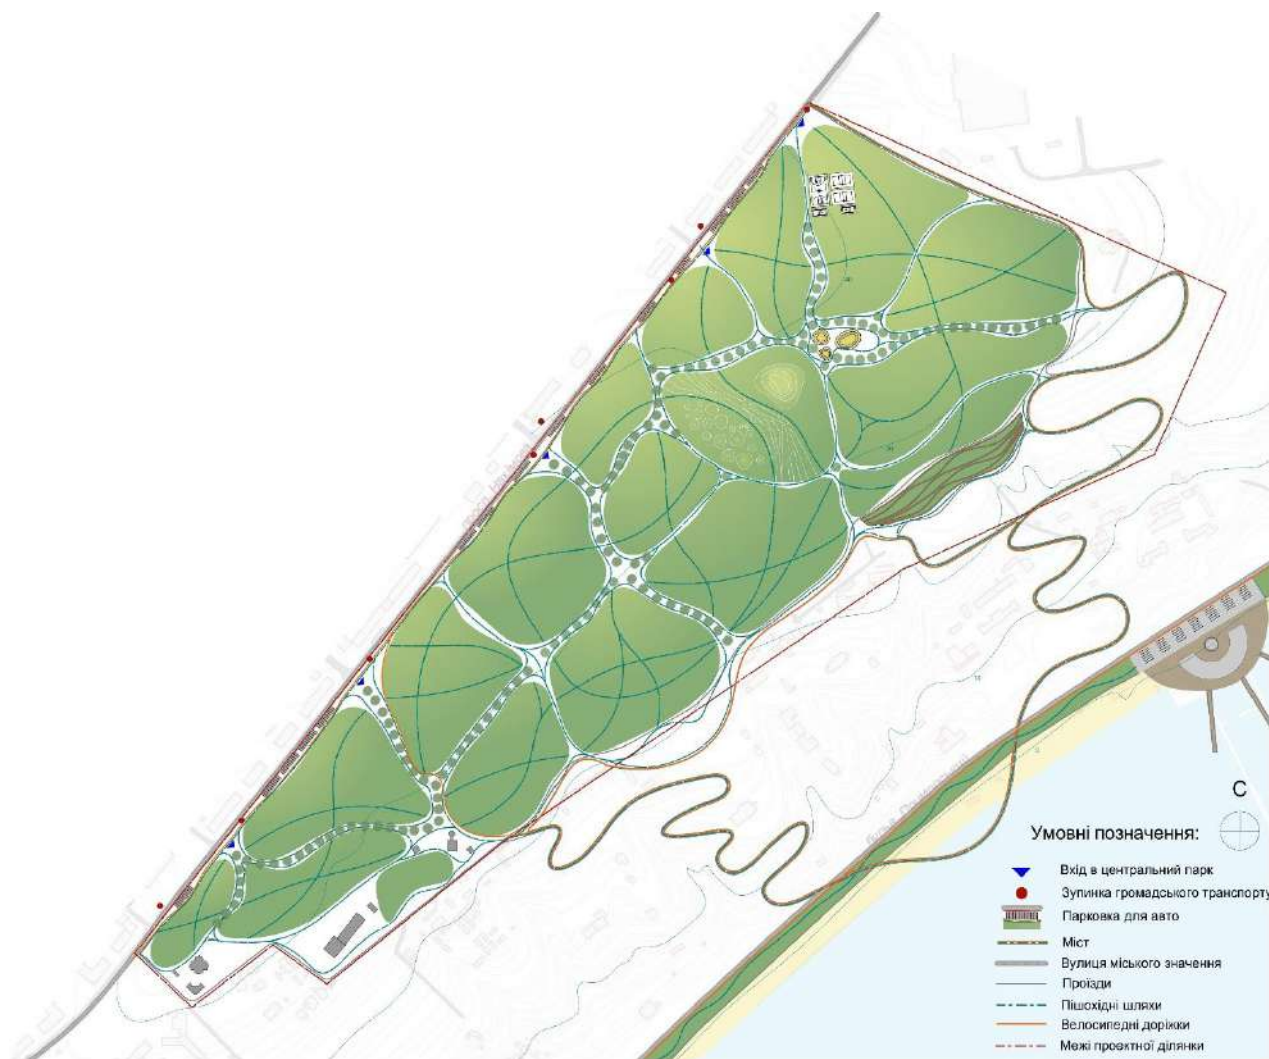 С
Умовні позначення:
Вхід в центральний парк
Зупинка громадського транспорту
Парковка для авто
Міст
Вулиця міського значення
Проїзди
Пішохідні шляхи
Велосипедні доріжки
Межі проектної ділянки